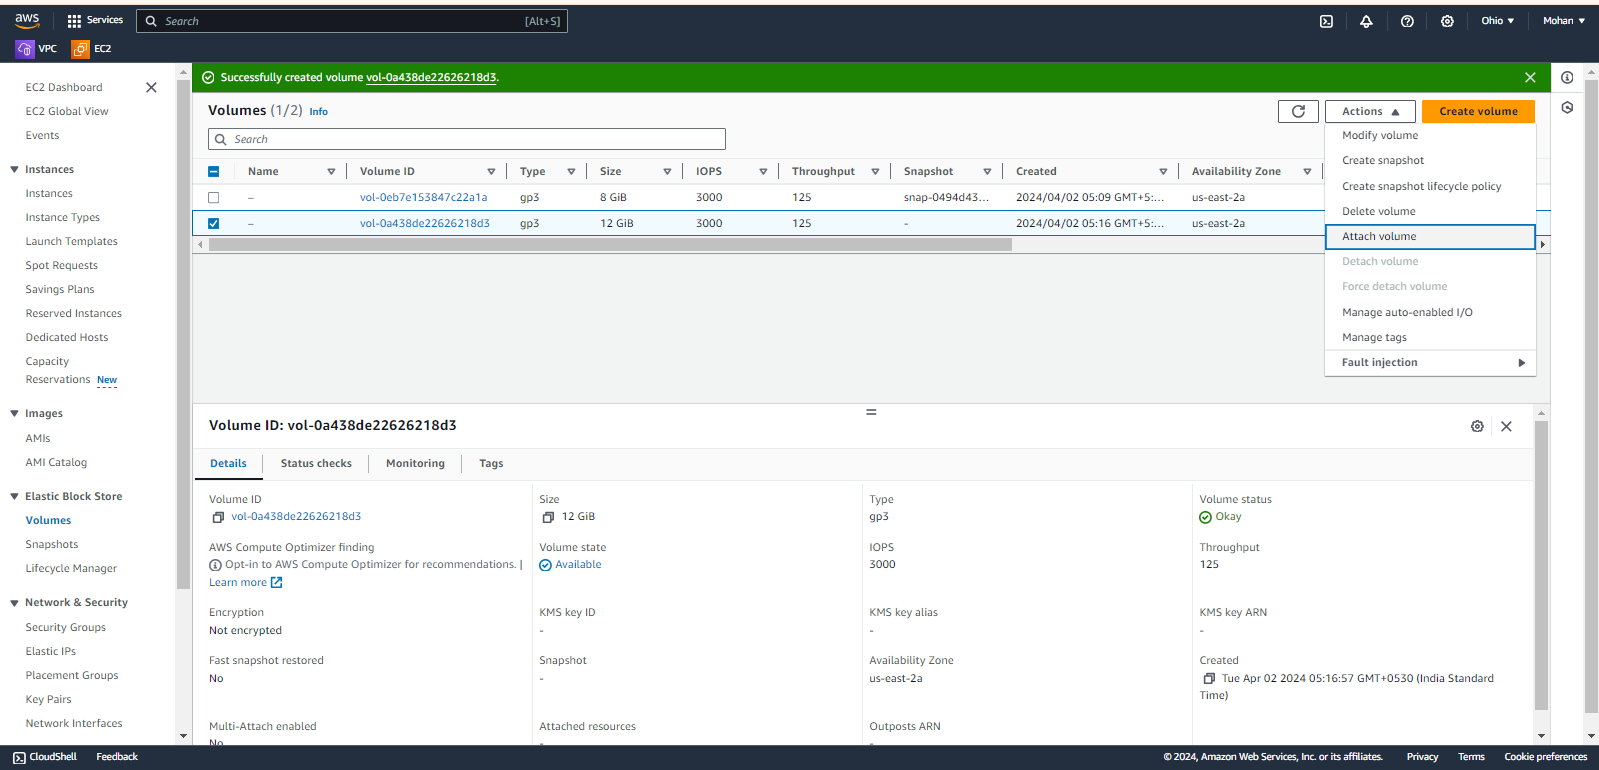 aws
Services
Search
[Alt+S]
Ohio
Mohan
VPC
EC2
EC2 Dashboard
EC2 Global View
Events
Instances
Instances
Instance Types
Launch Templates
Spot Requests
Savings Plans
Reserved Instances
Dedicated Hosts
Capacity
Reservations New
Images
AMIs
AMI Catalog
Elastic Block Store
Volumes
Snapshots
Lifecycle Manager
Network & Security
Security Groups
Elastic IPs
Placement Groups
Key Pairs
Network Interfaces
Successfully created volume vol-0a438de22626218d3.
Volumes (1/2) Info
Actions
Create volume
Search
Name Volume ID Type Size IOPS Throughput Snapshot Created Availability Zone
– vol-0eb7e153847c22a1a gp3 8 GiB 3000 125 snap-0494d43... 2024/04/02 05:09 GMT+5:... us-east-2a
– vol-0a438de22626218d3 gp3 12 GiB 3000 125 - 2024/04/02 05:16 GMT+5:... us-east-2a
Modify volume
Create snapshot
Create snapshot lifecycle policy
Delete volume
Attach volume
Detach volume
Force detach volume
Manage auto-enabled I/O
Manage tags
Fault injection
Volume ID: vol-0a438de22626218d3
Details Status checks Monitoring Tags
Volume ID
vol-0a438de22626218d3
Size
12 GiB
Type
gp3
Volume status
Okay
AWS Compute Optimizer finding
Opt-in to AWS Compute Optimizer for recommendations. |
Learn more
Volume state
Available
IOPS
3000
Throughput
125
Encryption
Not encrypted
KMS key ID
-
KMS key alias
-
KMS key ARN
-
Fast snapshot restored
No
Snapshot
-
Availability Zone
us-east-2a
Created
Tue Apr 02 2024 05:16:57 GMT+0530 (India Standard
Time)
Multi-Attach enabled
No
Attached resources
-
Outposts ARN
-
CloudShell
Feedback
© 2024, Amazon Web Services, Inc. or its affiliates.
Privacy
Terms
Cookie preferences